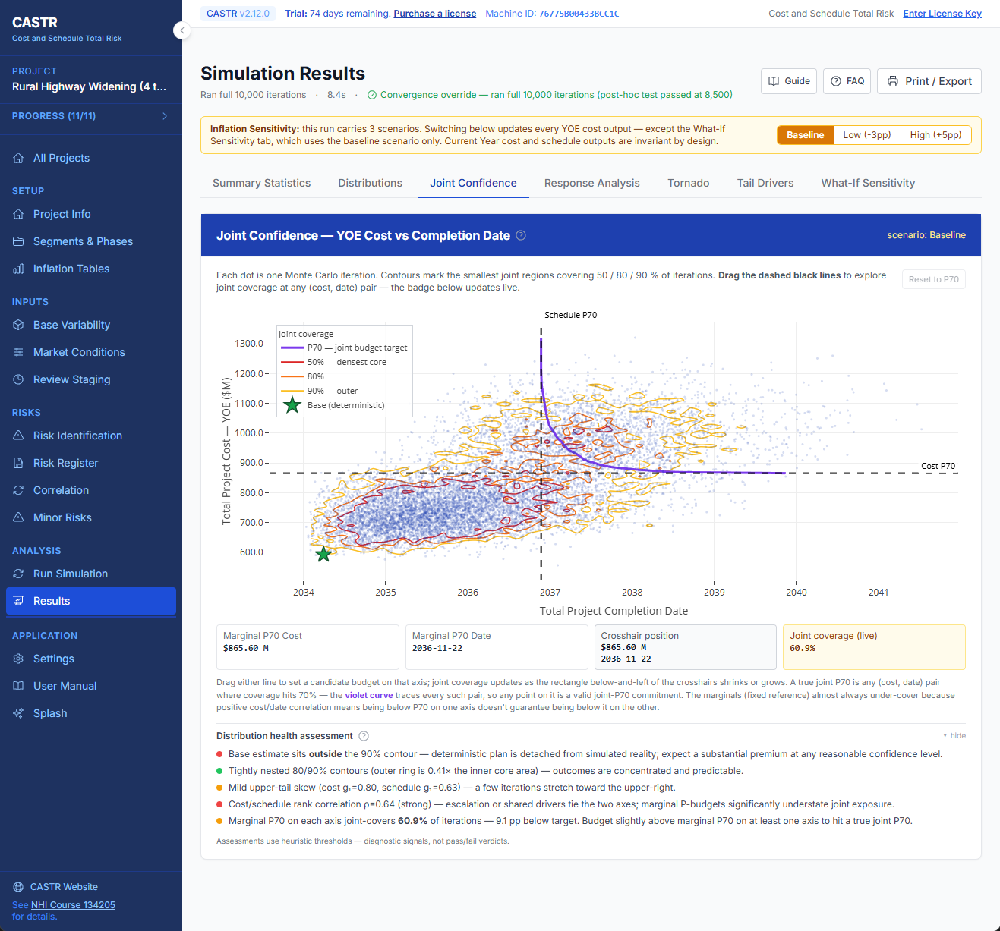 CASTR
Cost and Schedule Total Risk
PROJECT
Rural Highway Widening (4 t...
PROGRESS (11/11)
All Projects
SETUP
Project Info
Segments & Phases
Inflation Tables
INPUTS
Base Variability
Market Conditions
Review Staging
RISKS
Risk Identification
Risk Register
Correlation
Minor Risks
ANALYSIS
Run Simulation
Results
APPLICATION
Settings
User Manual
Splash
CASTR Website
See NHI Course 134205
for details.
CASTR v2.12.0 Trial: 74 days remaining. Purchase a license Machine ID: 76775B00433BCC1C Cost and Schedule Total Risk Enter License Key
Simulation Results
Ran full 10,000 iterations · 8.4s · Convergence override — ran full 10,000 iterations (post-hoc test passed at 8,500)
Guide FAQ Print / Export
Inflation Sensitivity: this run carries 3 scenarios. Switching below updates every YOE cost output — except the What-If
Sensitivity tab, which uses the baseline scenario only. Current Year cost and schedule outputs are invariant by design.
Baseline Low (-3pp) High (+5pp)
Summary Statistics Distributions Joint Confidence Response Analysis Tornado Tail Drivers What-If Sensitivity
Joint Confidence — YOE Cost vs Completion Date scenario: Baseline
Each dot is one Monte Carlo iteration. Contours mark the smallest joint regions covering 50 / 80 / 90 % of iterations. Drag the dashed black lines to explore
joint coverage at any (cost, date) pair — the badge below updates live.
Reset to P70
Schedule P70
Joint coverage
P70 — joint budget target
50% — densest core
80%
90% — outer
Base (deterministic)
Total Project Cost — YOE ($M)
1300.0
1200.0
1100.0
1000.0
900.0
800.0
700.0
600.0
Cost P70
2034 2035 2036 2037 2038 2039 2040 2041
Total Project Completion Date
Marginal P70 Cost
$865.60 M
Marginal P70 Date
2036-11-22
Crosshair position
$865.60 M
2036-11-22
Joint coverage (live)
60.9%
Drag either line to set a candidate budget on that axis; joint coverage updates as the rectangle below-and-left of the crosshairs shrinks or grows. A true joint P70 is any (cost, date) pair
where coverage hits 70% — the violet curve traces every such pair, so any point on it is a valid joint-P70 commitment. The marginals (fixed reference) almost always under-cover because
positive cost/date correlation means being below P70 on one axis doesn't guarantee being below it on the other.
Distribution health assessment hide
Base estimate sits outside the 90% contour — deterministic plan is detached from simulated reality; expect a substantial premium at any reasonable confidence level.
Tightly nested 80/90% contours (outer ring is 0.41× the inner core area) — outcomes are concentrated and predictable.
Mild upper-tail skew (cost g₁=0.80, schedule g₁=0.63) — a few iterations stretch toward the upper-right.
Cost/schedule rank correlation ρ=0.64 (strong) — escalation or shared drivers tie the two axes; marginal P-budgets significantly understate joint exposure.
Marginal P70 on each axis joint-covers 60.9% of iterations — 9.1 pp below target. Budget slightly above marginal P70 on at least one axis to hit a true joint P70.
Assessments use heuristic thresholds — diagnostic signals, not pass/fail verdicts.